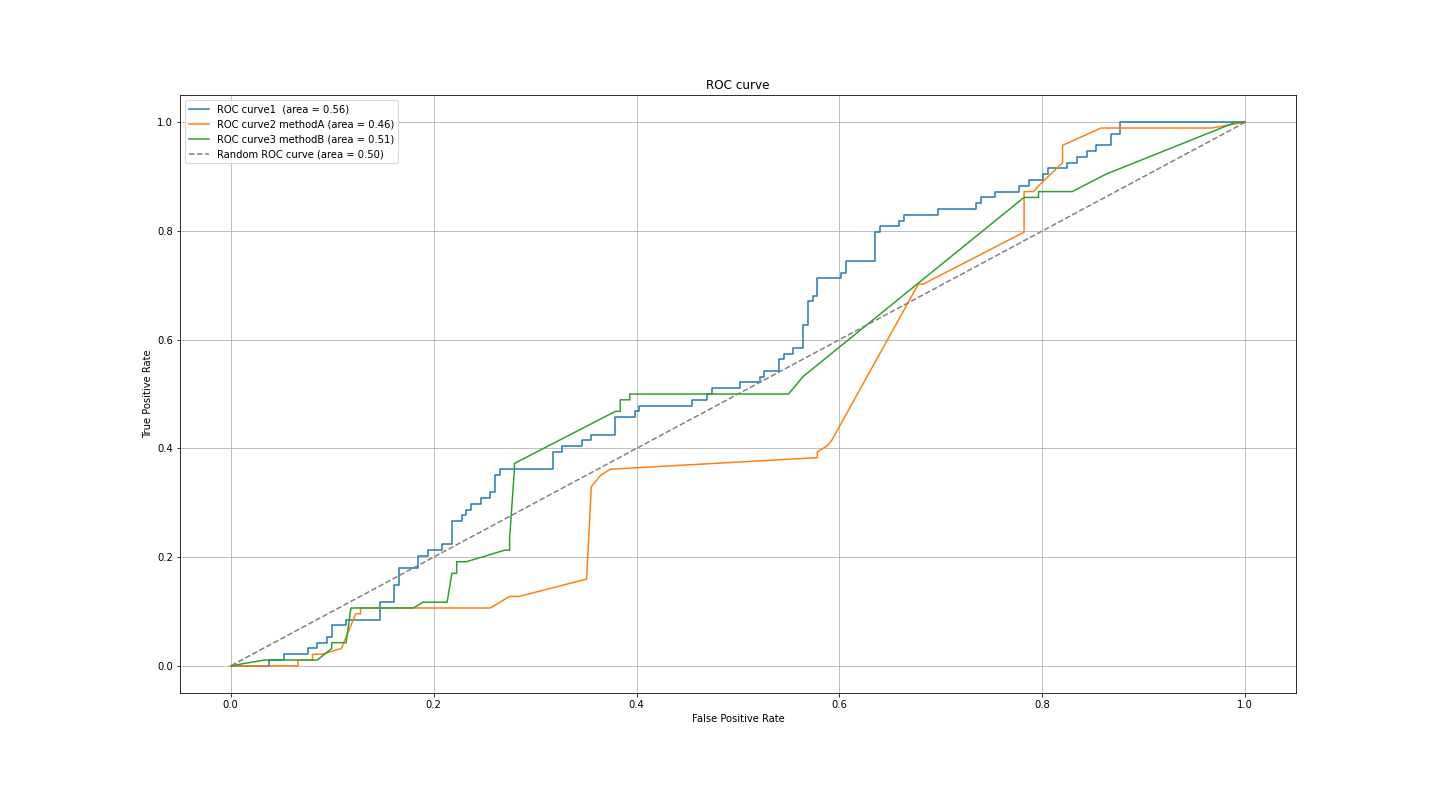 ROC curve
ROC curve1  (area = 0.56)
ROC curve2 methodA (area = 0.46)
ROC curve3 methodB (area = 0.51)
Random ROC curve (area = 0.50)
True Positive Rate
1.0
0.8
0.6
0.4
0.2
0.0
0.0 0.2 0.4 0.6 0.8 1.0
False Positive Rate